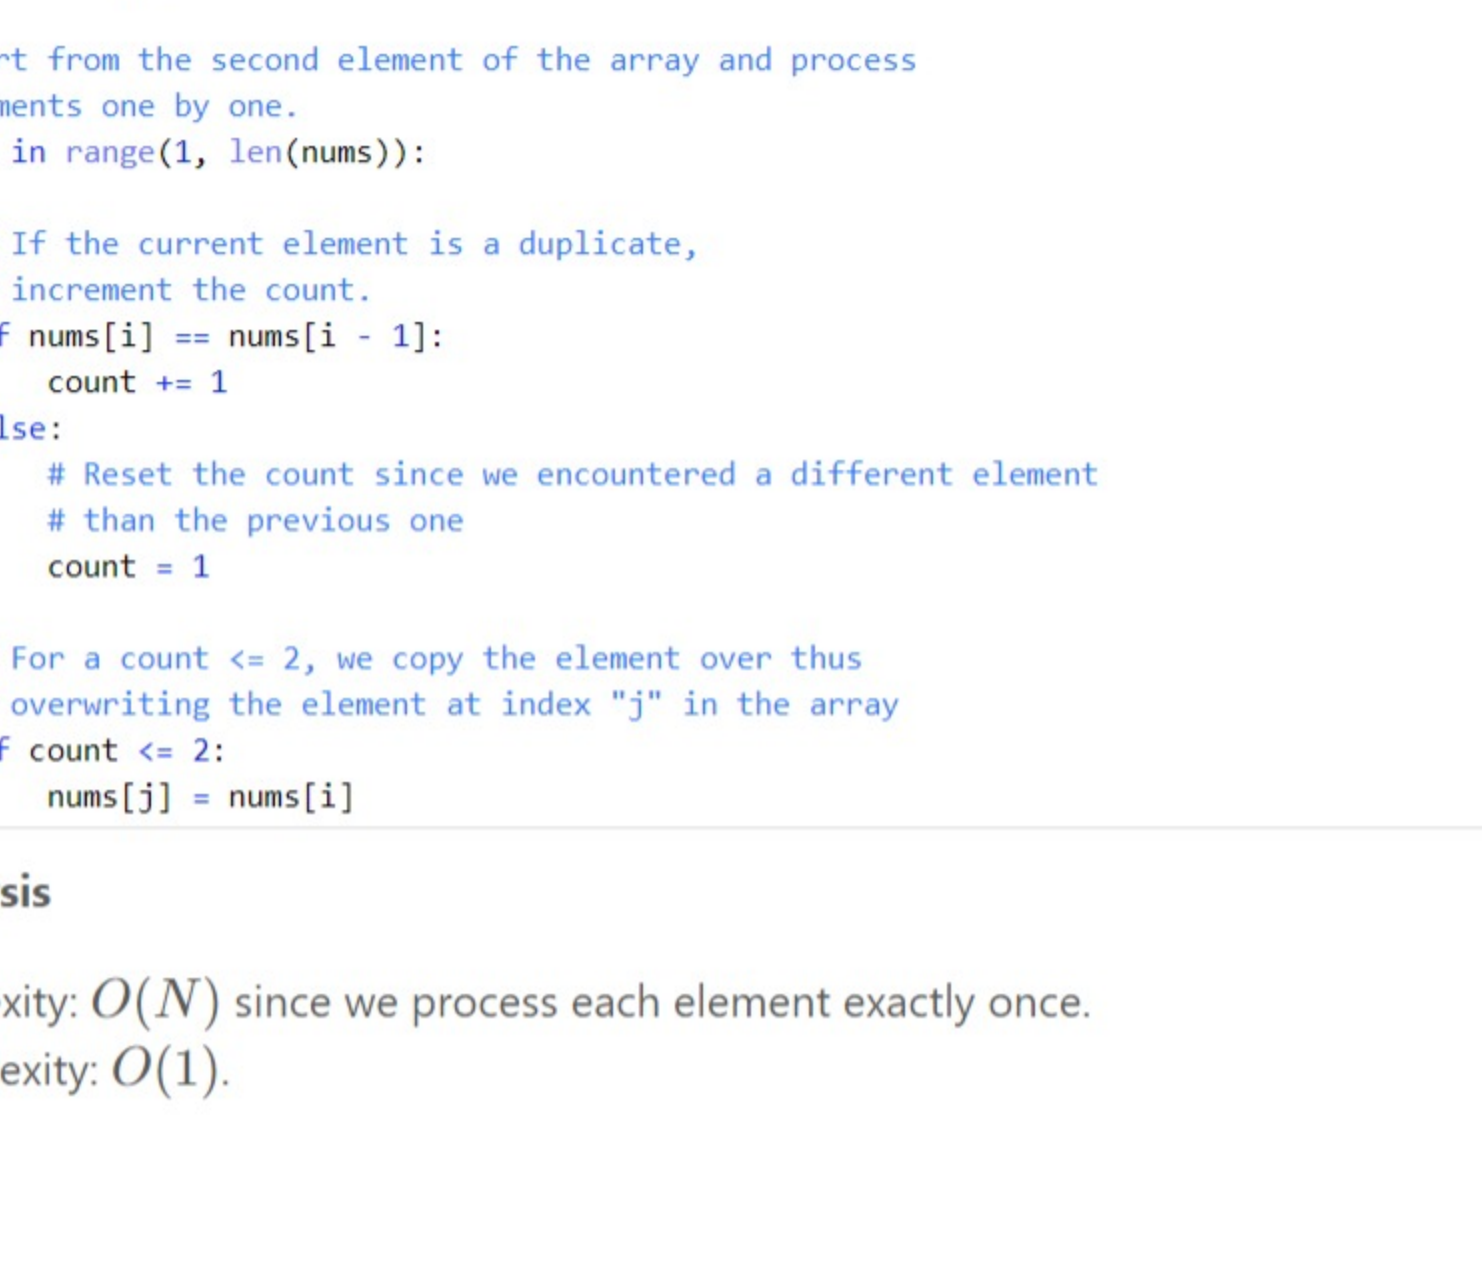 rt from the second element of the array and process
ments one by one.
in range(1, len(nums)):
If the current element is a duplicate,
increment the count.
f nums[i] == nums[i - 1]:
count += 1
lse:
# Reset the count since we encountered a different element
# than the previous one
count = 1
For a count <= 2, we copy the element over thus
overwriting the element at index "j" in the array
f count <= 2:
nums[j] = nums[i]
sis
xity: O(N) since we process each element exactly once.
exity: O(1).